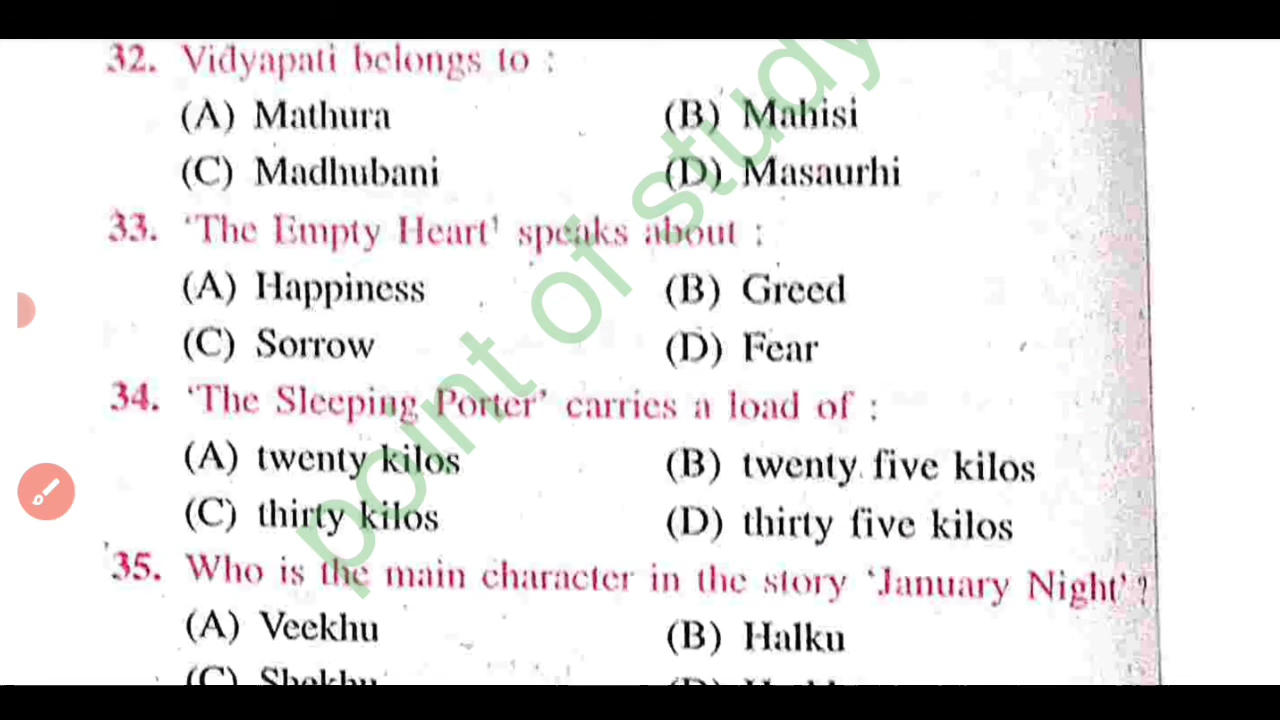 32. Vidyapati belongs to :
(A) Mathura (B) Mahisi
(C) Madhubani (D) Masaurhi
33. 'The Empty Heart' speaks about :
(A) Happiness (B) Greed
(C) Sorrow (D) Fear
34. 'The Sleeping Porter' carries a load of :
(A) twenty kilos (B) twenty five kilos
(C) thirty kilos (D) thirty five kilos
35. Who is the main character in the story 'January Night' ?
(A) Veekhu (B) Halku
(C)
point of study